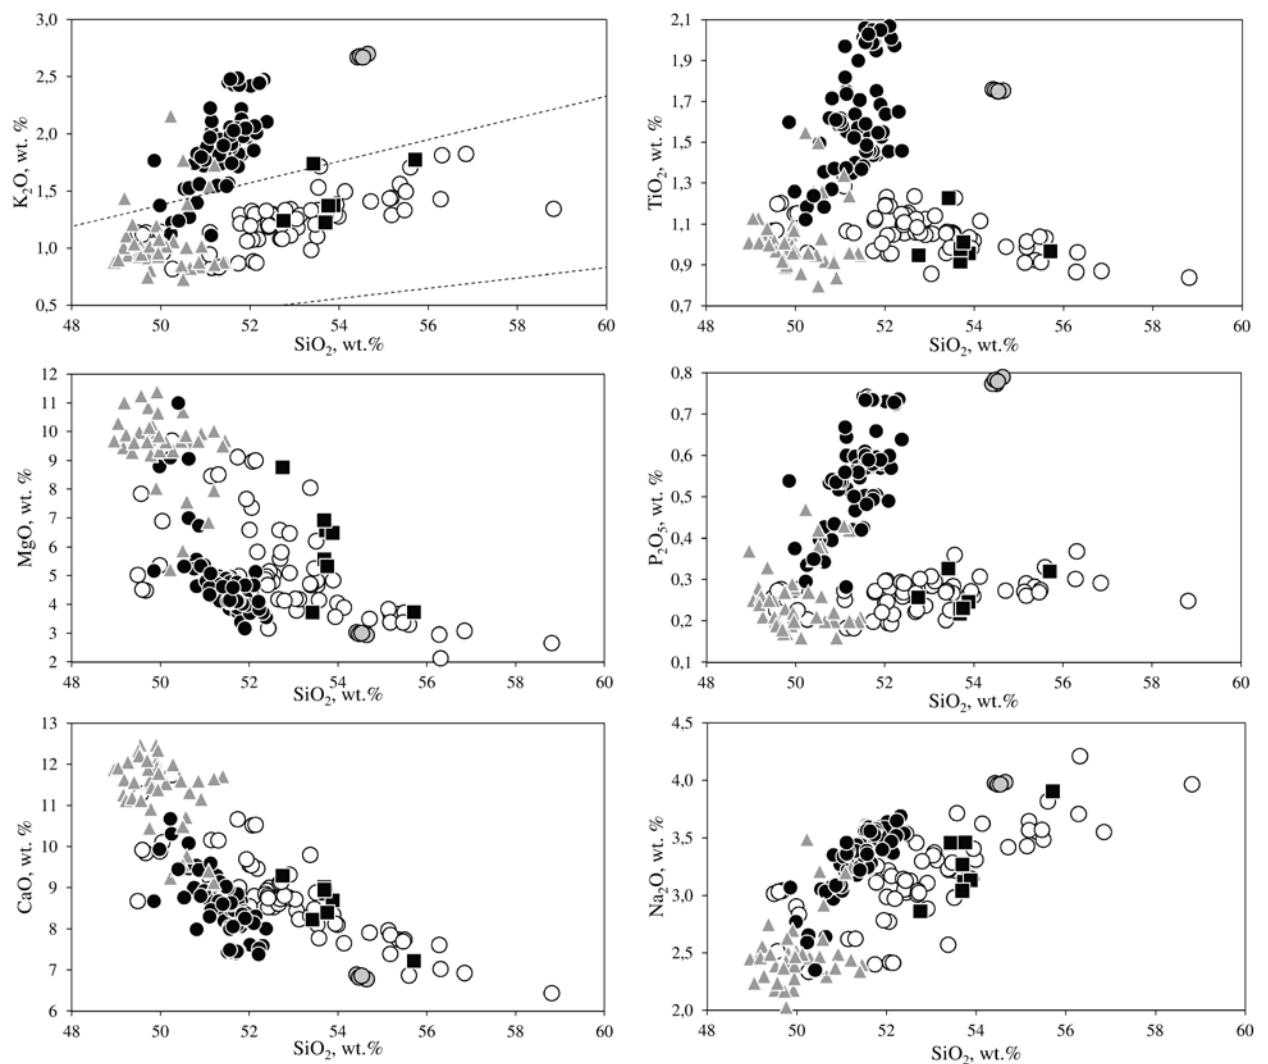 3,0
2,5
2,0
1,5
1,0
0,5
K₂O, wt. %
48 50 52 54 56 58 60
SiO₂, wt.%
2,1
1,9
1,7
1,5
1,3
1,1
0,9
0,7
TiO₂, wt. %
48 50 52 54 56 58 60
SiO₂, wt.%
12
11
10
9
8
7
6
5
4
3
2
MgO, wt. %
48 50 52 54 56 58 60
SiO₂, wt.%
0,8
0,7
0,6
0,5
0,4
0,3
0,2
0,1
P₂O₅, wt. %
48 50 52 54 56 58 60
SiO₂, wt.%
13
12
11
10
9
8
7
6
CaO, wt. %
48 50 52 54 56 58 60
SiO₂, wt.%
4,5
4,0
3,5
3,0
2,5
2,0
Na₂O, wt. %
48 50 52 54 56 58 60
SiO₂, wt.%